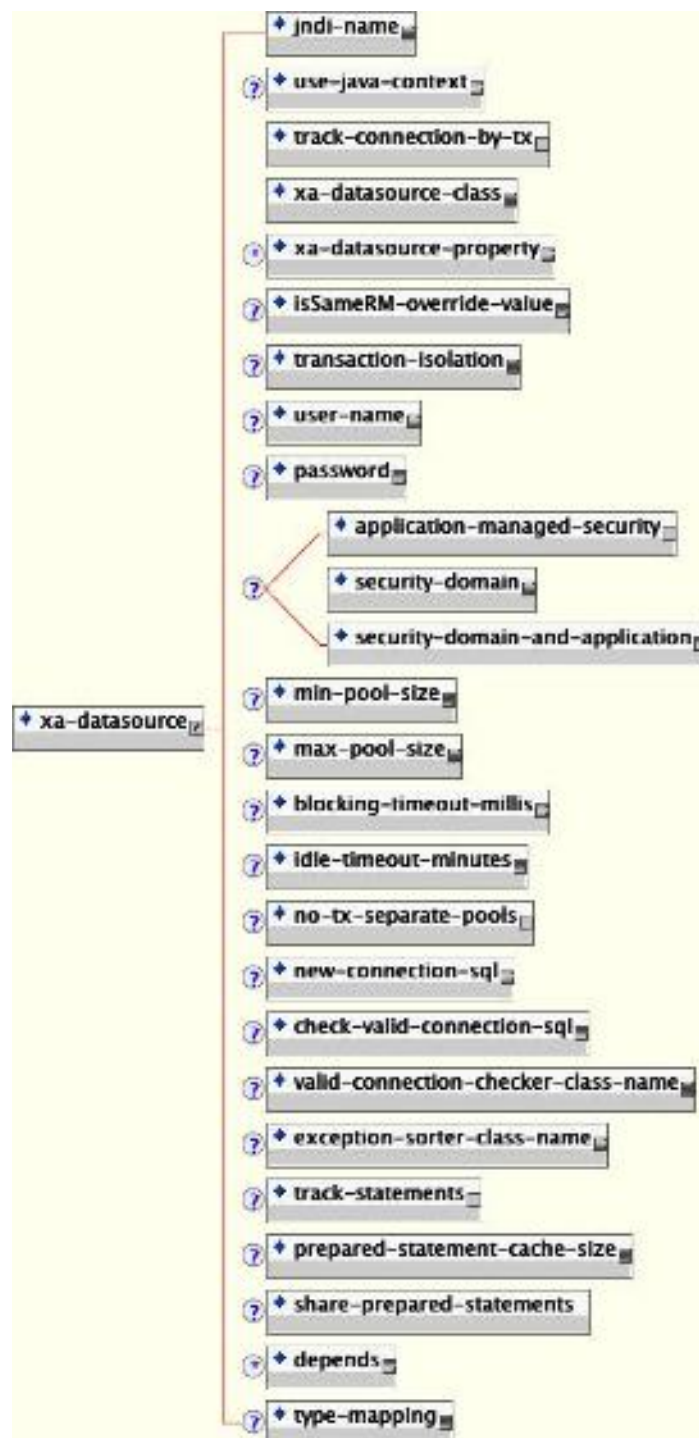 jndi-name
? use-java-context
track-connection-by-tx
xa-datasource-class
* xa-datasource-property
? isSameRM-override-value
? transaction-isolation
? user-name
? password
application-managed-security
? security-domain
security-domain-and-application
? min-pool-size
xa-datasource
? max-pool-size
? blocking-timeout-millis
? idle-timeout-minutes
? no-tx-separate-pools
? new-connection-sql
? check-valid-connection-sql
? valid-connection-checker-class-name
? exception-sorter-class-name
? track-statements
? prepared-statement-cache-size
? share-prepared-statements
* depends
? type-mapping